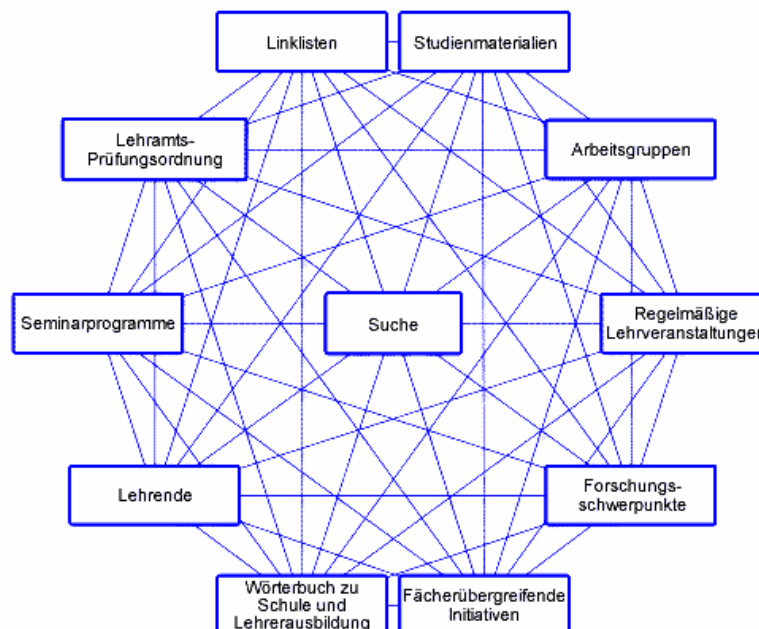 Linklisten
Studienmaterialien
Lehramts-
Prüfungsordnung
Arbeitsgruppen
Seminarprogramme
Suche
Regelmäßige
Lehrveranstaltungen
Lehrende
Forschungs-
schwerpunkte
Wörterbuch zu
Schule und
Lehrerausbildung
Fächerübergreifende
Initiativen